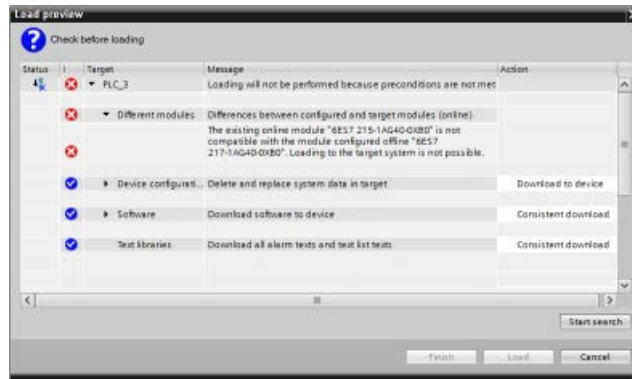 Load preview
Check before loading
Status ! Target Message Action
PLC_3 Loading will not be performed because preconditions are not met
Different modules Differences between configured and target modules (online)
The existing online module "6ES7 215-1AG40-0XB0" is not
compatible with the module configured offline "6ES7
217-1AG40-0XB0". Loading to the target system is not possible.
Device configurati... Delete and replace system data in target Download to device
Software Download software to device Consistent download
Text libraries Download all alarm texts and text list texts Consistent download
Start search
Finish Load Cancel